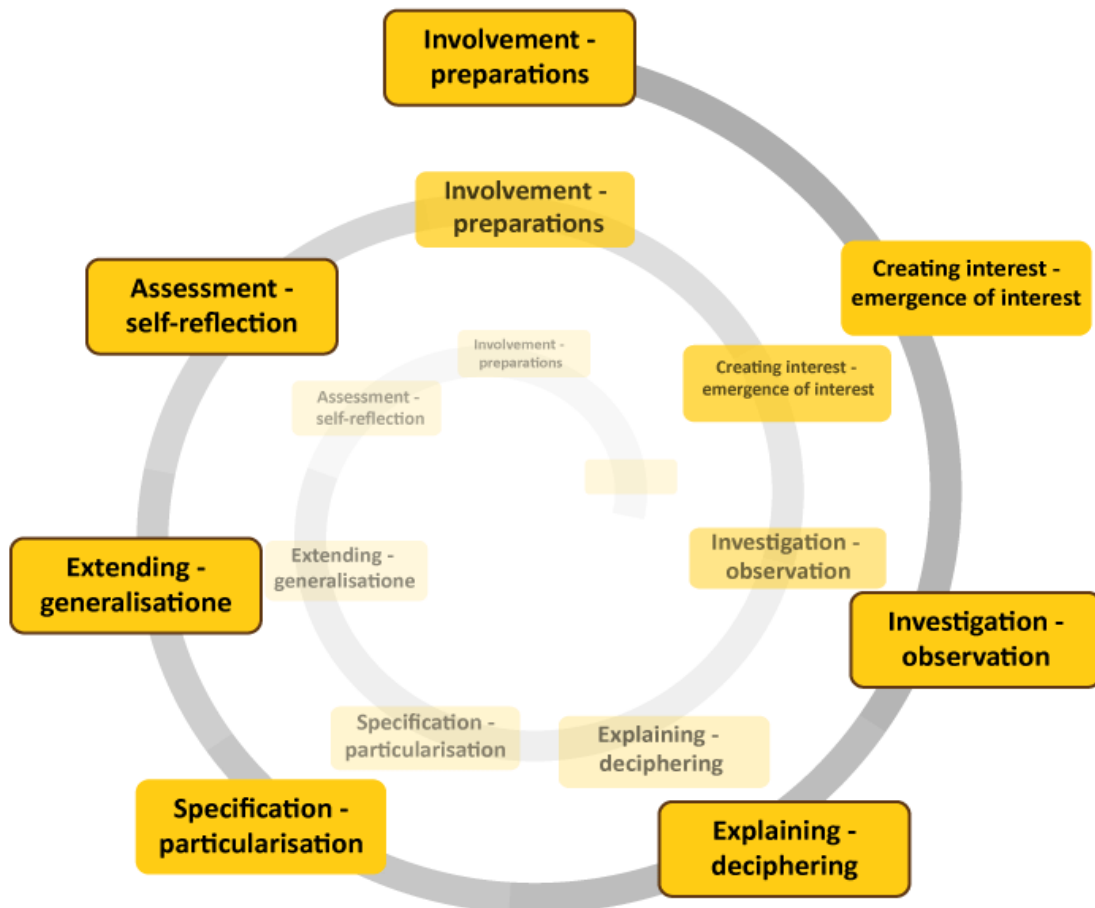 Involvement -
preparations
Creating interest -
emergence of interest
Investigation -
observation
Explaining -
deciphering
Specification -
particularisation
Extending -
generalisatione
Assessment -
self-reflection
Involvement -
preparations
Creating interest -
emergence of interest
Investigation -
observation
Explaining -
deciphering
Specification -
particularisation
Extending -
generalisatione
Assessment -
self-reflection
Involvement -
preparations